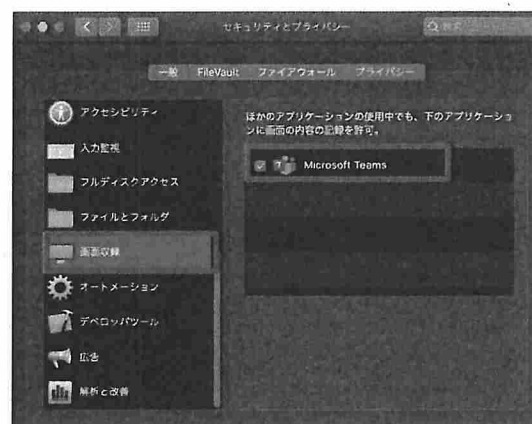 セキュリティとプライバシー
検索
一般 FileVault ファイアウォール プライバシー
アクセシビリティ
入力監視
フルディスクアクセス
ファイルとフォルダ
画面収録
オートメーション
デベロッパツール
広告
解析と改善
ほかのアプリケーションの使用中でも、下のアプリケーショ
ンに画面の内容の記録を許可。
Microsoft Teams